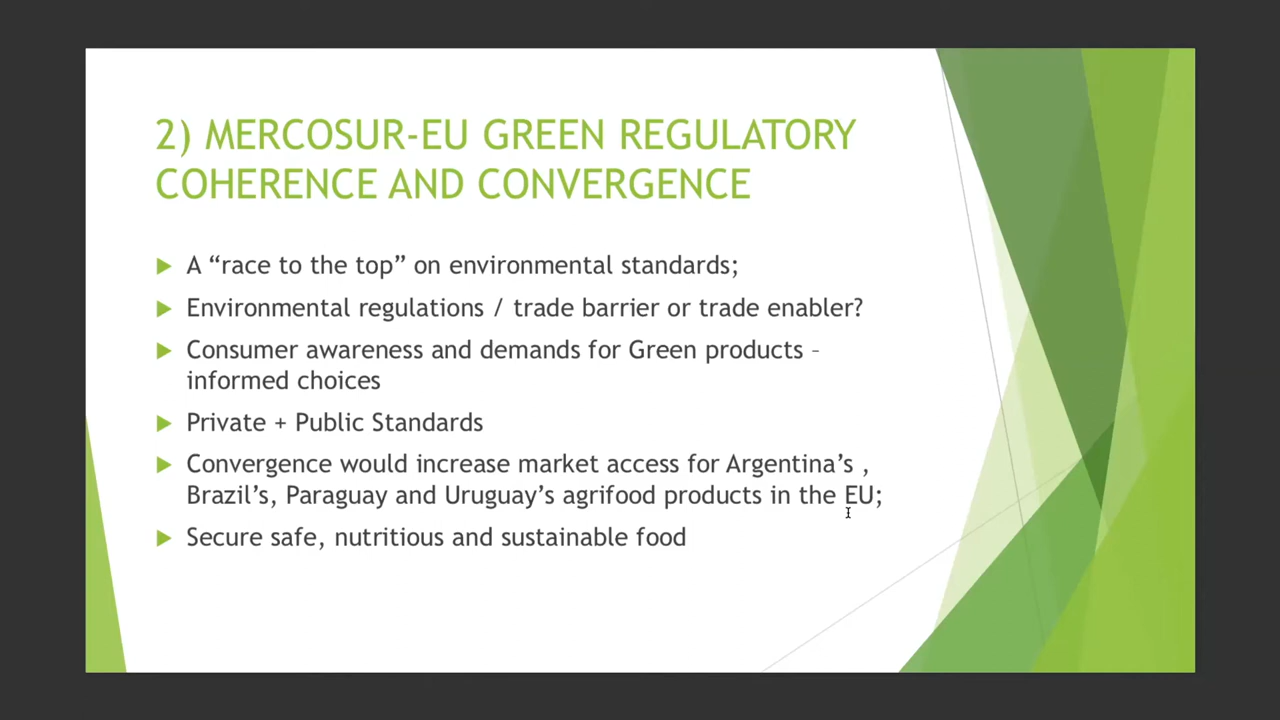 2) MERCOSUR-EU GREEN REGULATORY
COHERENCE AND CONVERGENCE
A “race to the top” on environmental standards;
Environmental regulations / trade barrier or trade enabler?
Consumer awareness and demands for Green products –
informed choices
Private + Public Standards
Convergence would increase market access for Argentina’s ,
Brazil’s, Paraguay and Uruguay’s agrifood products in the EU;
Secure safe, nutritious and sustainable food